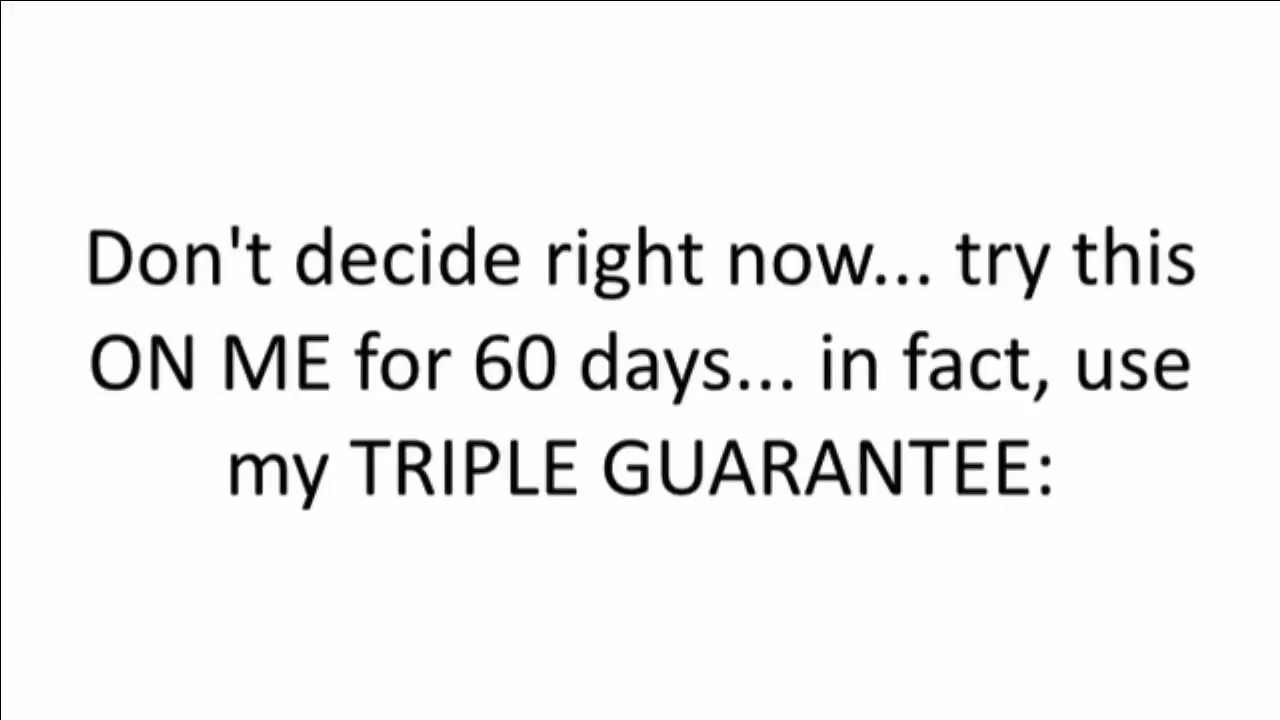 Don't decide right now... try this
ON ME for 60 days... in fact, use
my TRIPLE GUARANTEE: